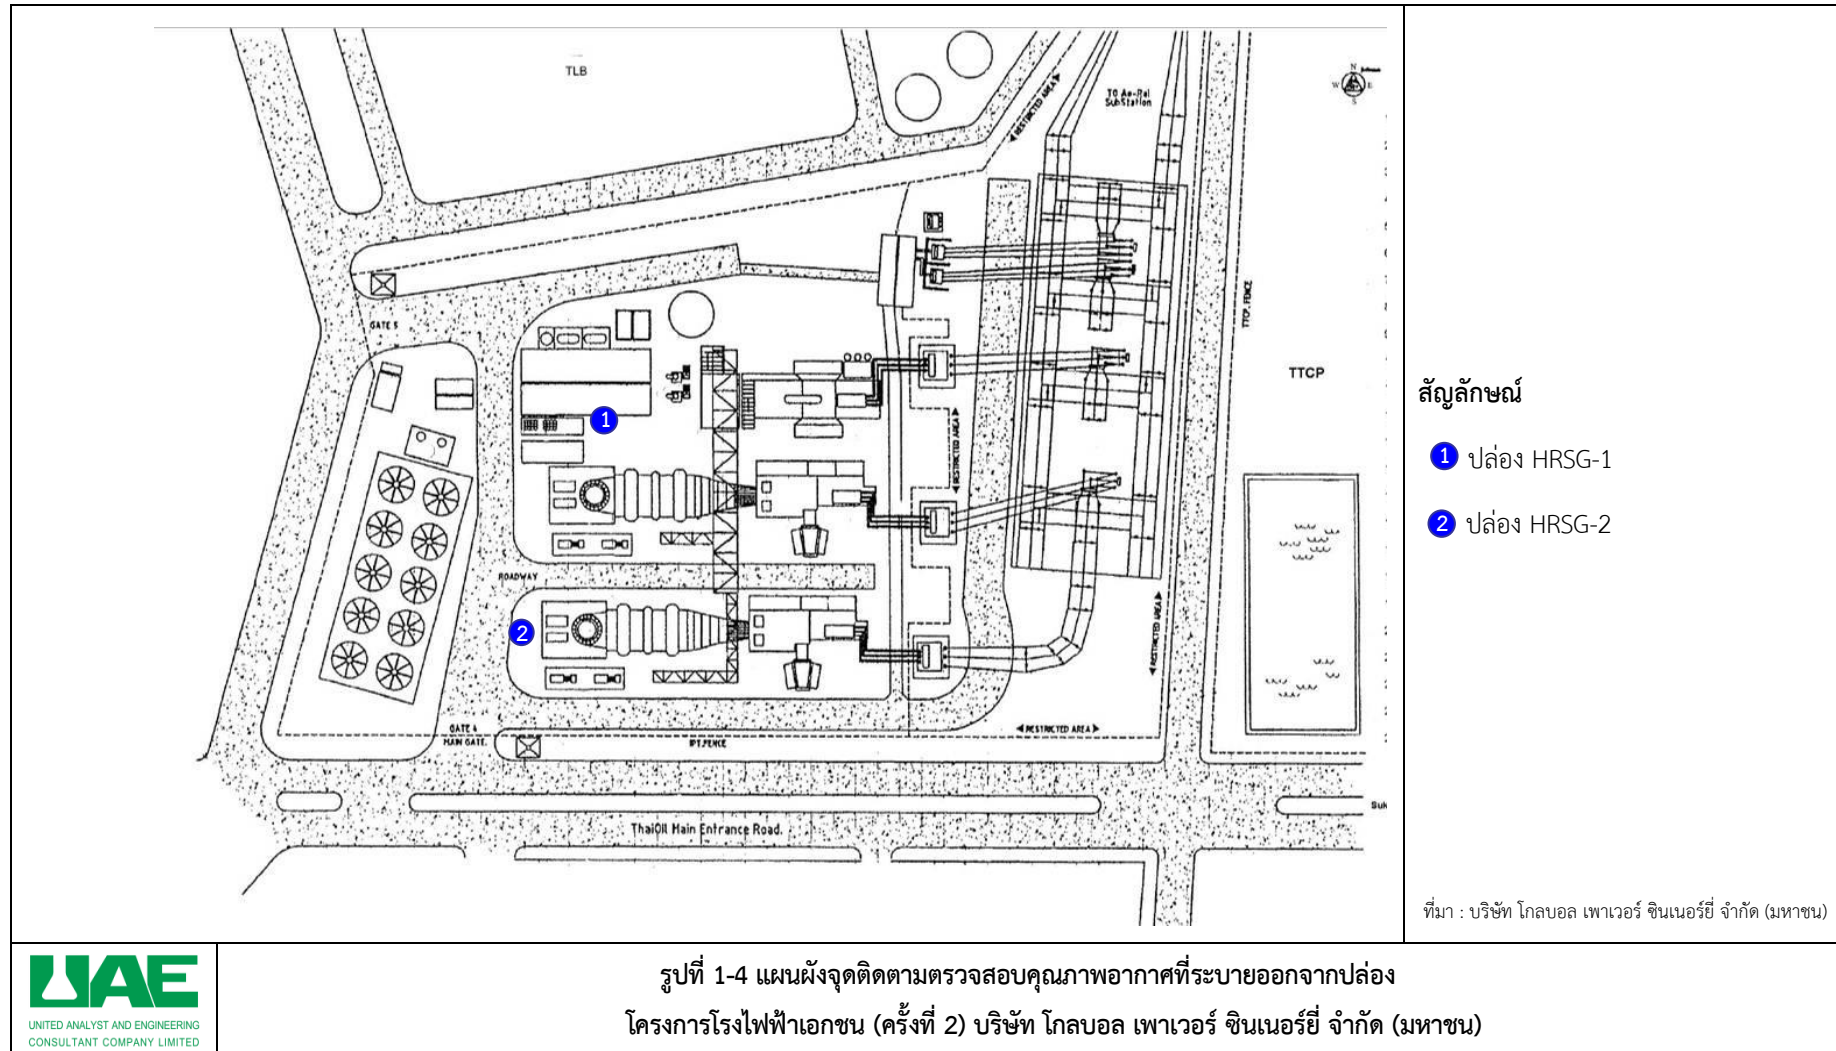 TLB
TO Ao-Pai
SubStation
N
W
E
S
◄RESTRICTED AREA►
TTCP. FENCE
GATE 5
TTCP
◄RESTRICTED AREA►
1
ROADWAY
2
◄RESTRICTED AREA►
GATE 4
MAIN GATE.
IPT.FENCE
◄RESTRICTED AREA►
Suk
ThaiOil Main Entrance Road.
สัญลักษณ์
1 ปล่อง HRSG-1
2 ปล่อง HRSG-2
ที่มา : บริษัท โกลบอล เพาเวอร์ ซินเนอร์ยี่ จำกัด (มหาชน)
UAE
UNITED ANALYST AND ENGINEERING
CONSULTANT COMPANY LIMITED
รูปที่ 1-4 แผนผังจุดติดตามตรวจสอบคุณภาพอากาศที่ระบายออกจากปล่อง
โครงการโรงไฟฟ้าเอกชน (ครั้งที่ 2) บริษัท โกลบอล เพาเวอร์ ซินเนอร์ยี่ จำกัด (มหาชน)